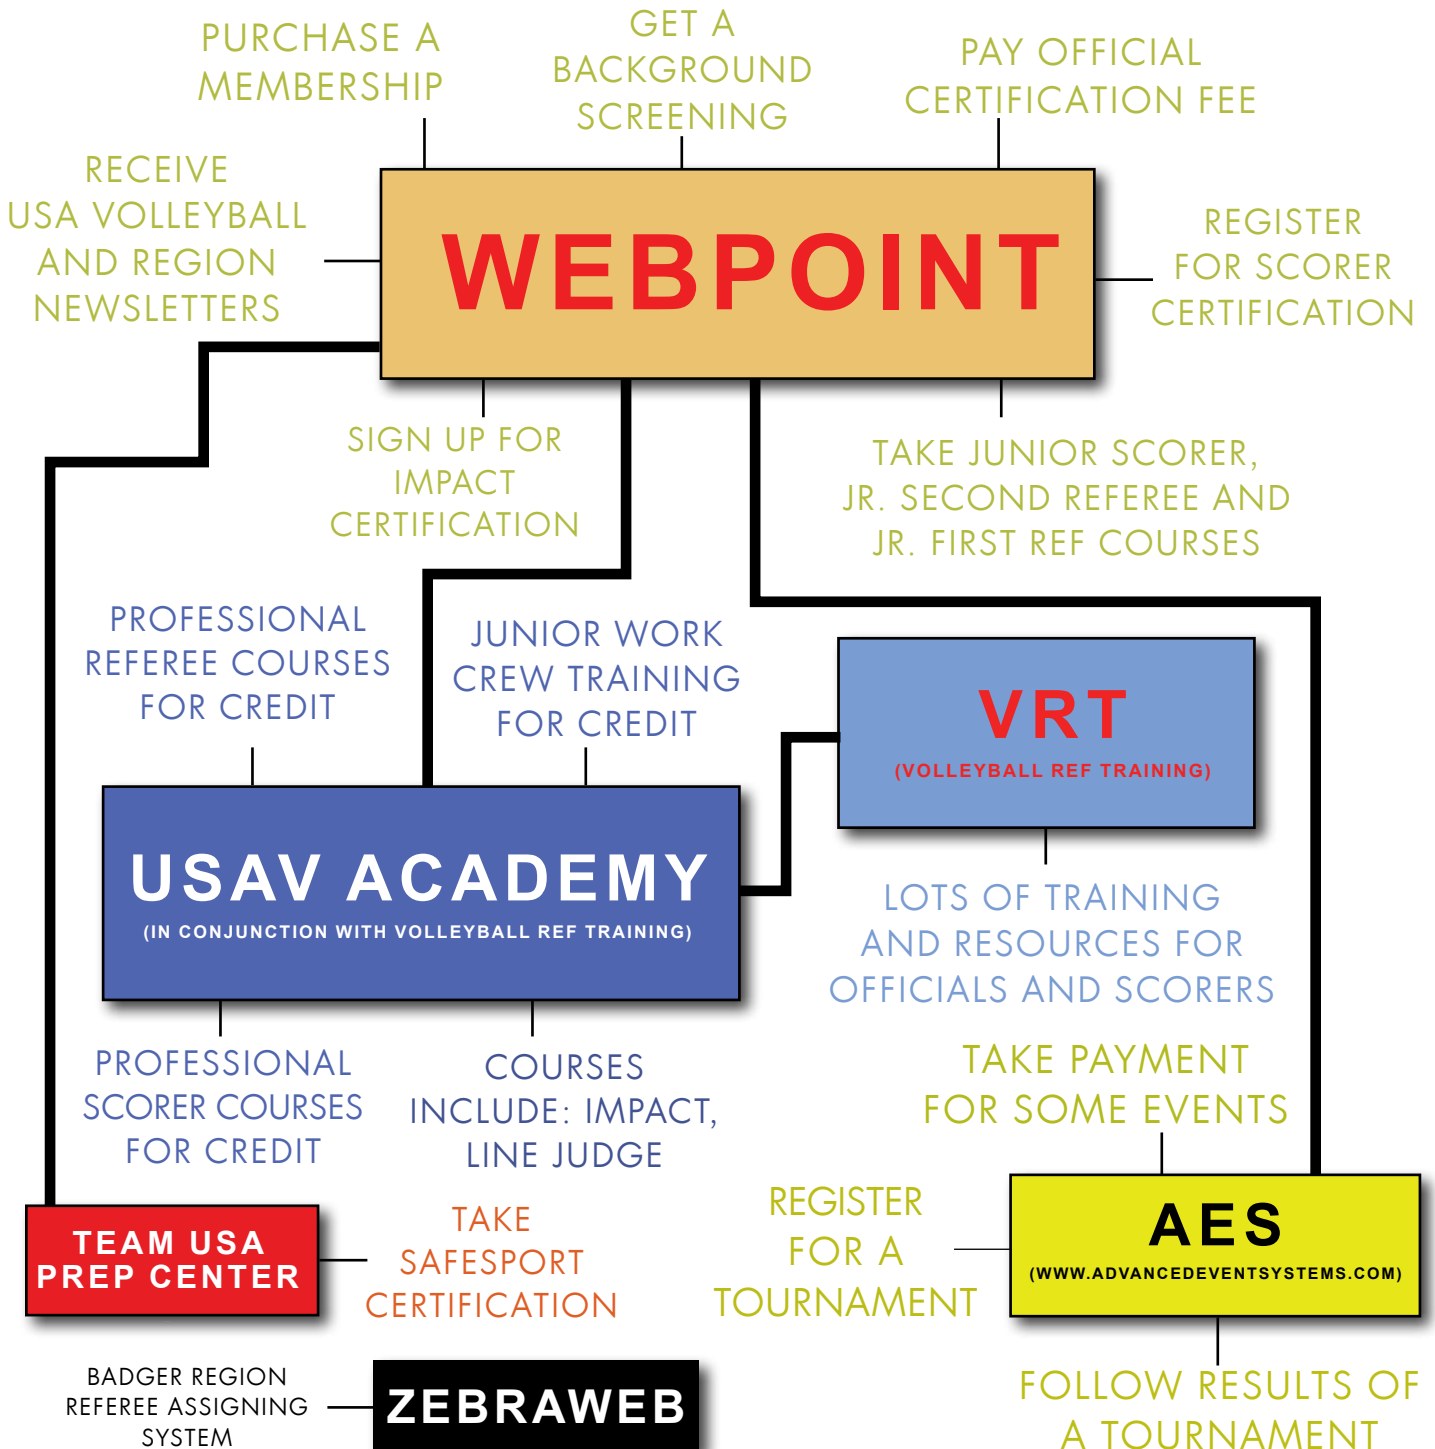 PURCHASE A
MEMBERSHIP
GET A
BACKGROUND
SCREENING
PAY OFFICIAL
CERTIFICATION FEE
RECEIVE
USA VOLLEYBALL
AND REGION
NEWSLETTERS
WEBPOINT
REGISTER
FOR SCORER
CERTIFICATION
SIGN UP FOR
IMPACT
CERTIFICATION
TAKE JUNIOR SCORER,
JR. SECOND REFEREE AND
JR. FIRST REF COURSES
PROFESSIONAL
REFEREE COURSES
FOR CREDIT
JUNIOR WORK
CREW TRAINING
FOR CREDIT
VRT
(VOLLEYBALL REF TRAINING)
USAV ACADEMY
(IN CONJUNCTION WITH VOLLEYBALL REF TRAINING)
LOTS OF TRAINING
AND RESOURCES FOR
OFFICIALS AND SCORERS
PROFESSIONAL
SCORER COURSES
FOR CREDIT
COURSES
INCLUDE: IMPACT,
LINE JUDGE
TAKE PAYMENT
FOR SOME EVENTS
TEAM USA
PREP CENTER
TAKE
SAFESPORT
CERTIFICATION
REGISTER
FOR A
TOURNAMENT
AES
(WWW.ADVANCEDEVENTSYSTEMS.COM)
BADGER REGION
REFEREE ASSIGNING
SYSTEM
ZEBRAWEB
FOLLOW RESULTS OF
A TOURNAMENT